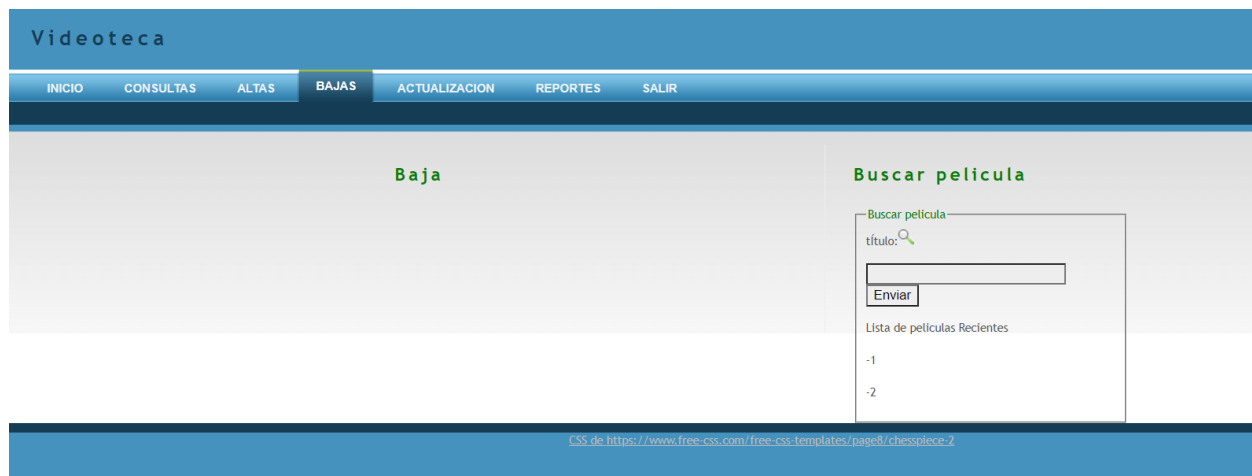 Videoteca
INICIO CONSULTAS ALTAS BAJAS ACTUALIZACION REPORTES SALIR
Baja
Buscar pelicula
Buscar pelicula
título:
Enviar
Lista de peliculas Recientes
-1
-2
CSS de https://www.free-css.com/free-css-templates/page8/chesspiece-2